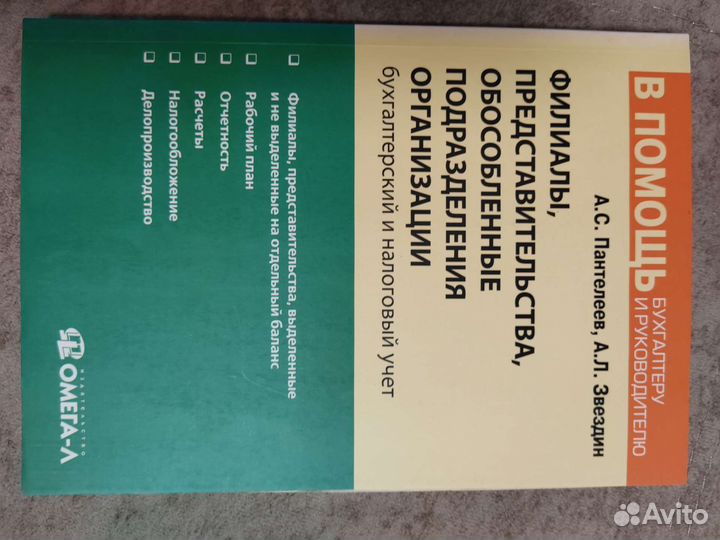 В ПОМОЩЬ
БУХГАЛТЕРУ
И РУКОВОДИТЕЛЮ
А.С. Пантелеев, А.Л. Звездин
ФИЛИАЛЫ,
ПРЕДСТАВИТЕЛЬСТВА,
ОБОСОБЛЕННЫЕ
ПОДРАЗДЕЛЕНИЯ
ОРГАНИЗАЦИИ
бухгалтерский и налоговый учет
Филиалы, представительства, выделенные
и не выделенные на отдельный баланс
Рабочий план
Отчетность
Расчеты
Налогообложение
Делопроизводство
ИЗДАТЕЛЬСТВО
ОМЕГА-Л
Avito